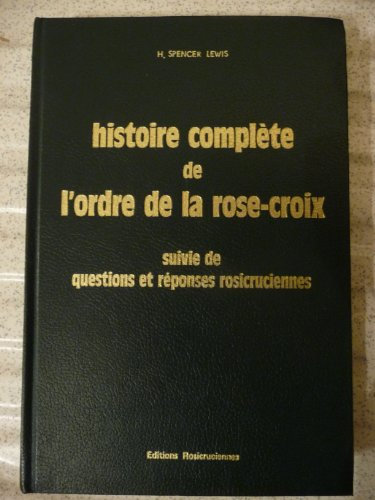 H. SPENCER LEWIS
histoire complète
de
l'ordre de la rose-croix
suivie de
questions et réponses rosicruciennes
Editions Rosicruciennes